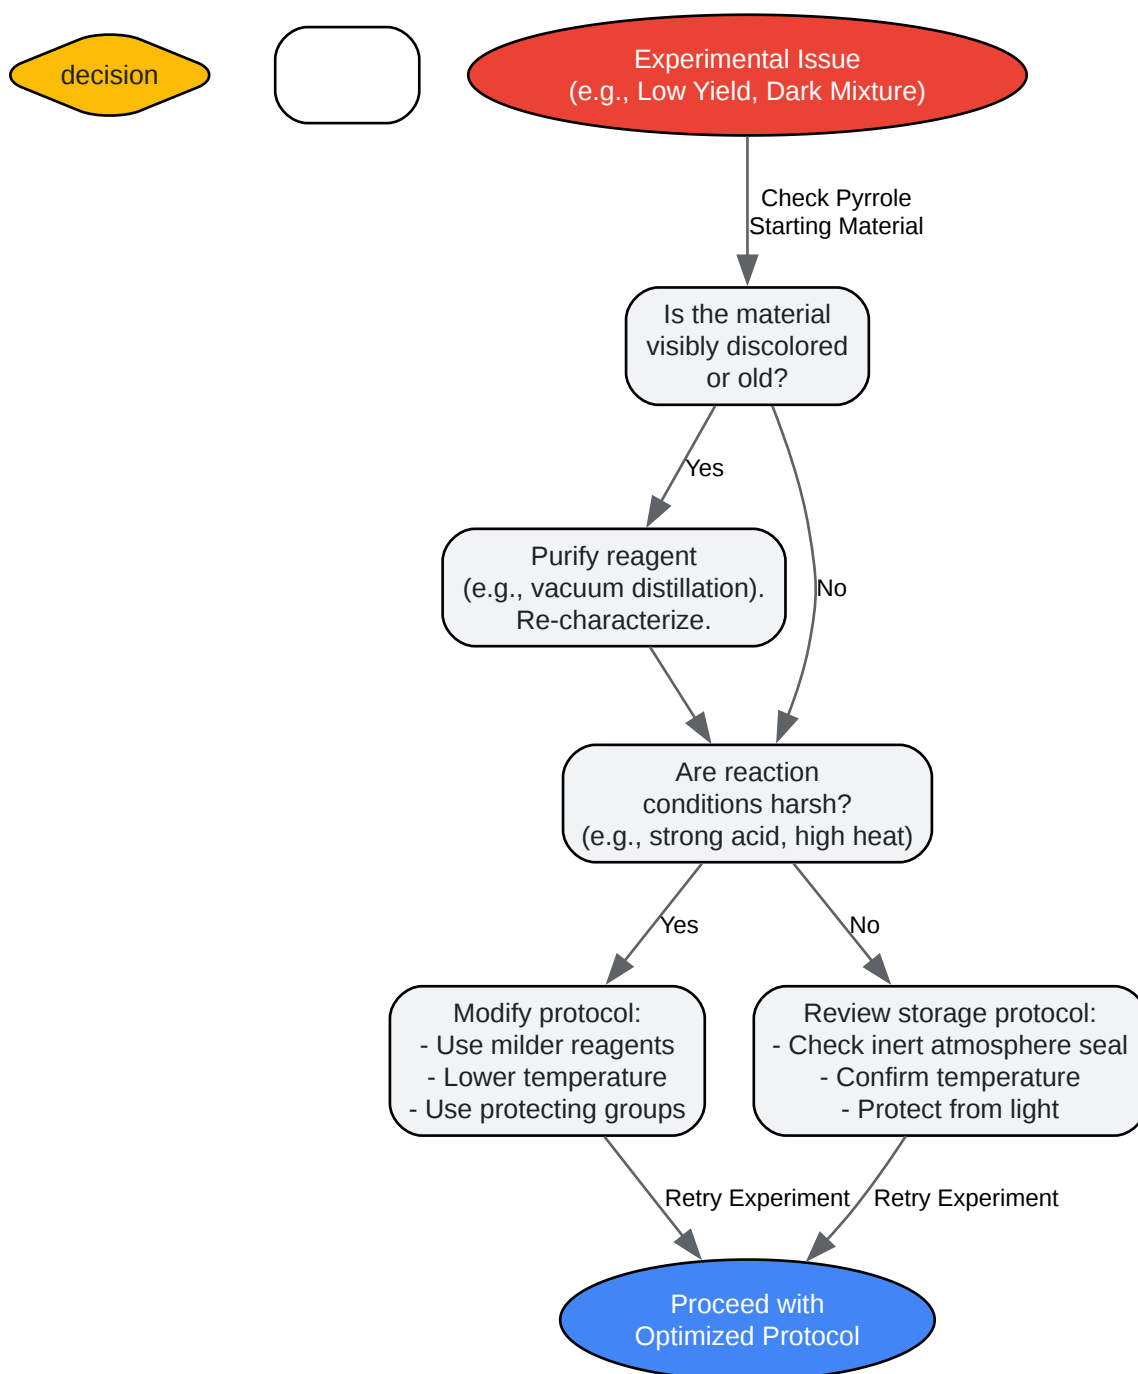 decision
Experimental Issue
(e.g., Low Yield, Dark Mixture)
Check Pyrrole
Starting Material
Is the material
visibly discolored
or old?
Yes
No
Purify reagent
(e.g., vacuum distillation).
Re-characterize.
Are reaction
conditions harsh?
(e.g., strong acid, high heat)
Yes
No
Modify protocol:
- Use milder reagents
- Lower temperature
- Use protecting groups
Review storage protocol:
- Check inert atmosphere seal
- Confirm temperature
- Protect from light
Retry Experiment
Retry Experiment
Proceed with
Optimized Protocol